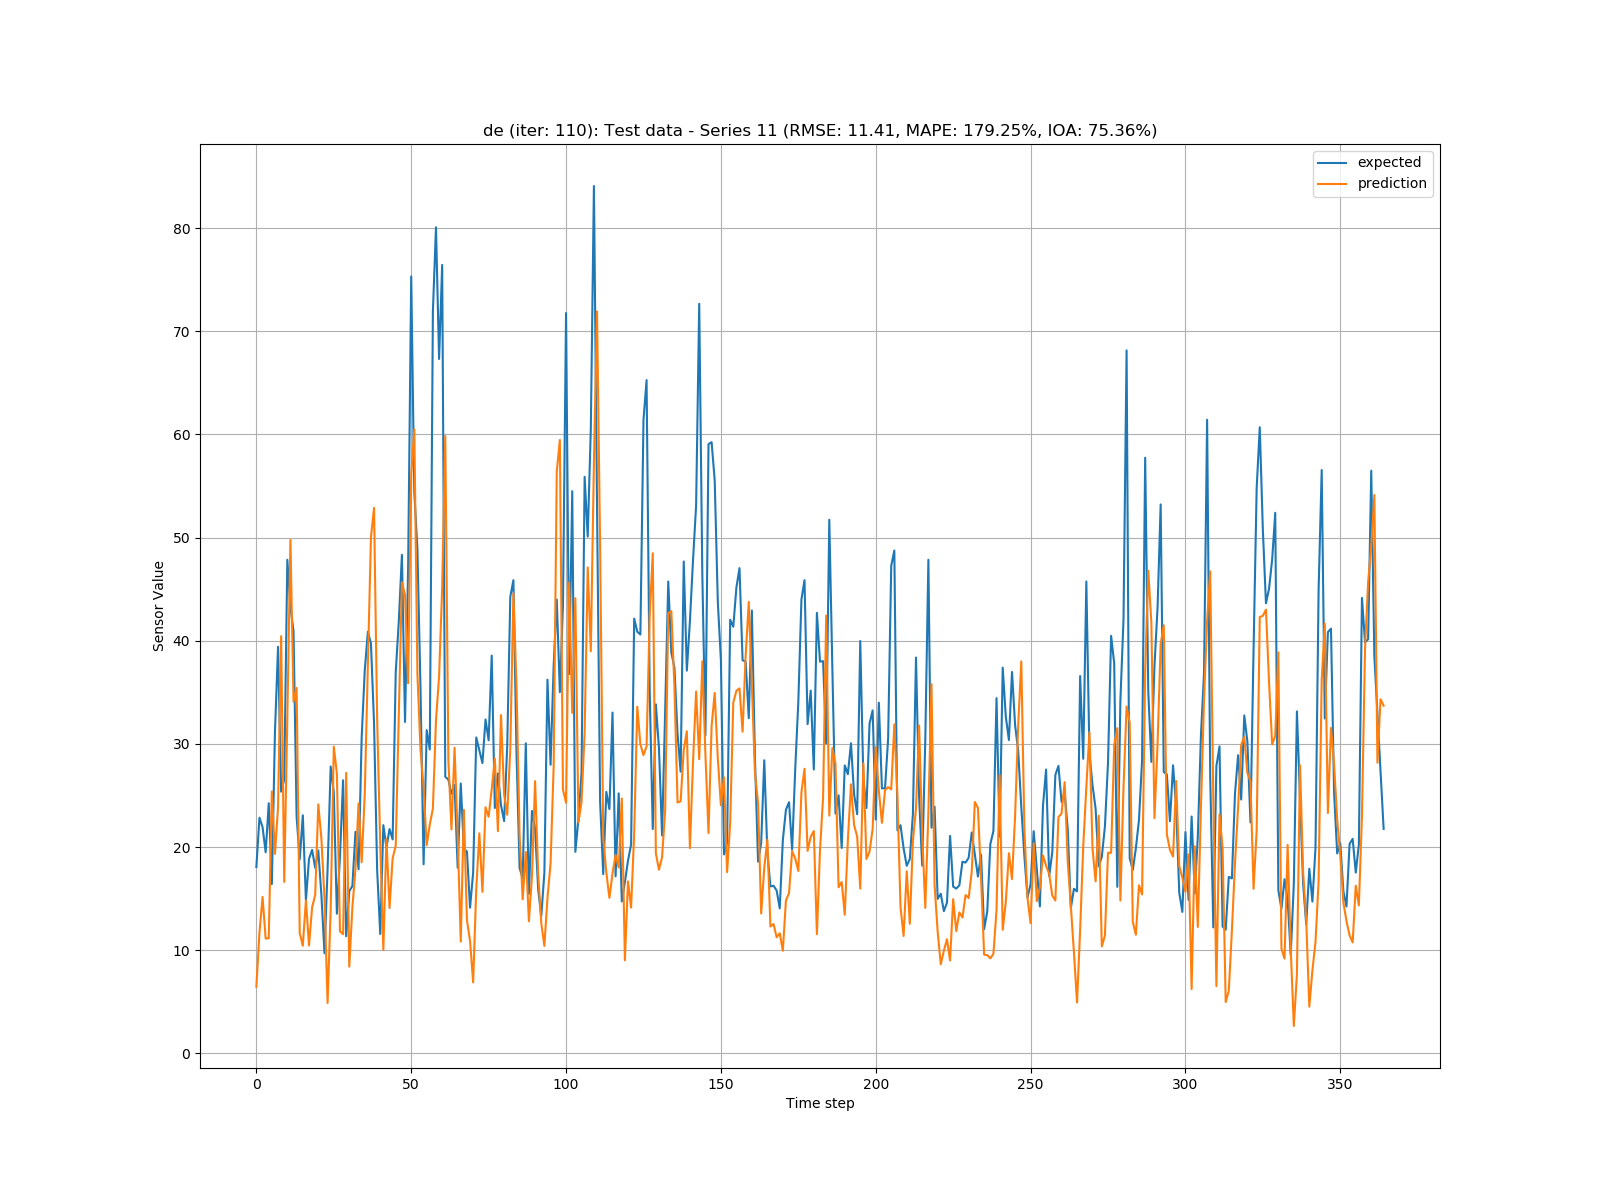 de (iter: 110): Test data - Series 11 (RMSE: 11.41, MAPE: 179.25%, IOA: 75.36%)
expected
prediction
80
70
60
50
40
30
20
10
0
Sensor Value
0 50 100 150 200 250 300 350
Time step